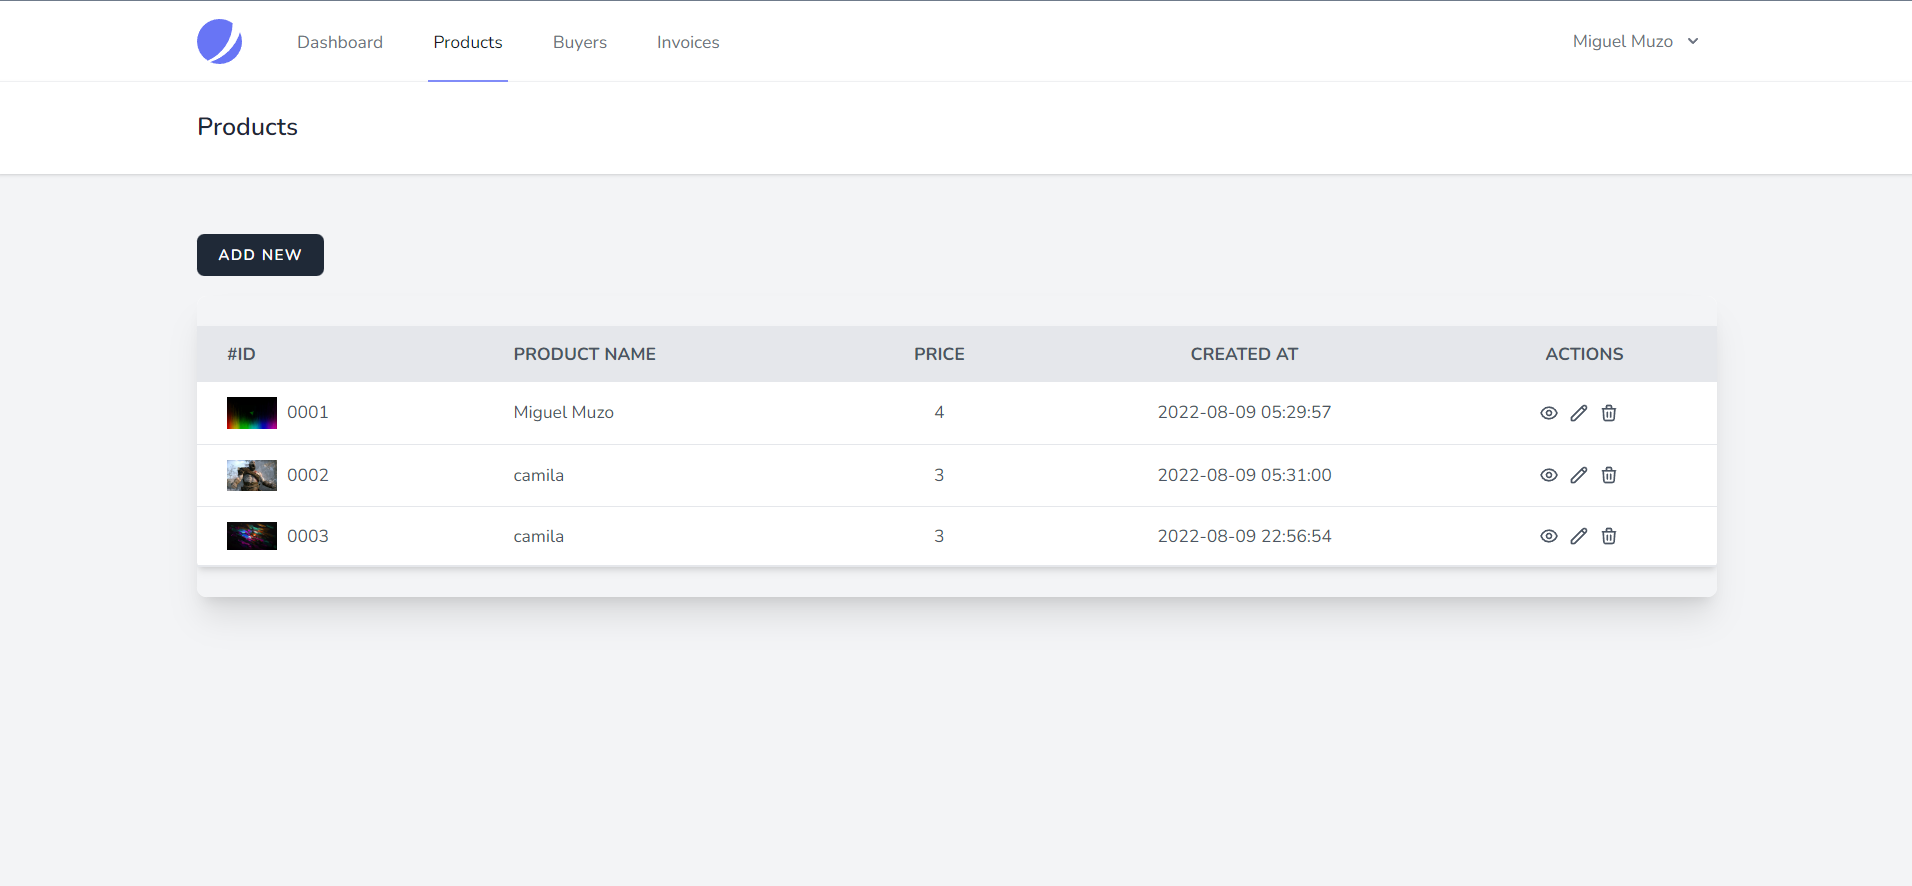 Dashboard Products Buyers Invoices Miguel Muzo
Products
ADD NEW
#ID PRODUCT NAME PRICE CREATED AT ACTIONS
0001 Miguel Muzo 4 2022-08-09 05:29:57
0002 camila 3 2022-08-09 05:31:00
0003 camila 3 2022-08-09 22:56:54